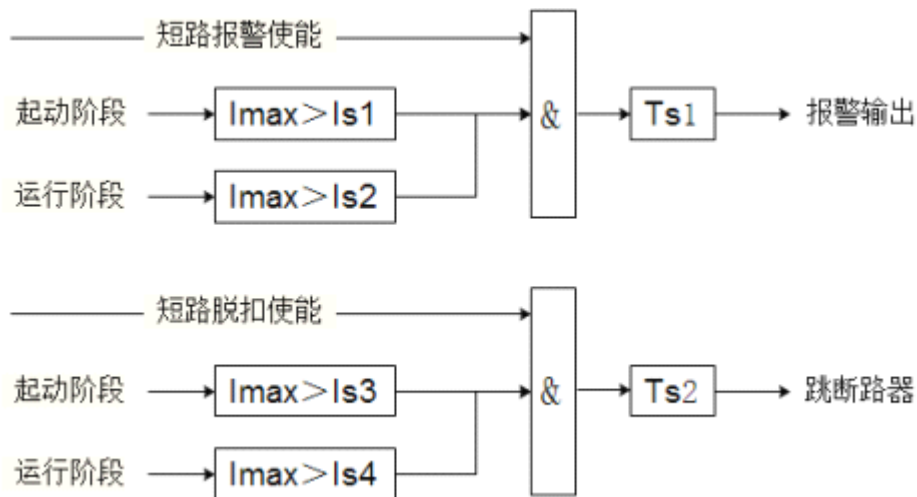 短路报警使能
起动阶段 Imax＞Is1 & Ts1 报警输出
运行阶段 Imax＞Is2
短路脱扣使能
起动阶段 Imax＞Is3 & Ts2 跳断路器
运行阶段 Imax＞Is4